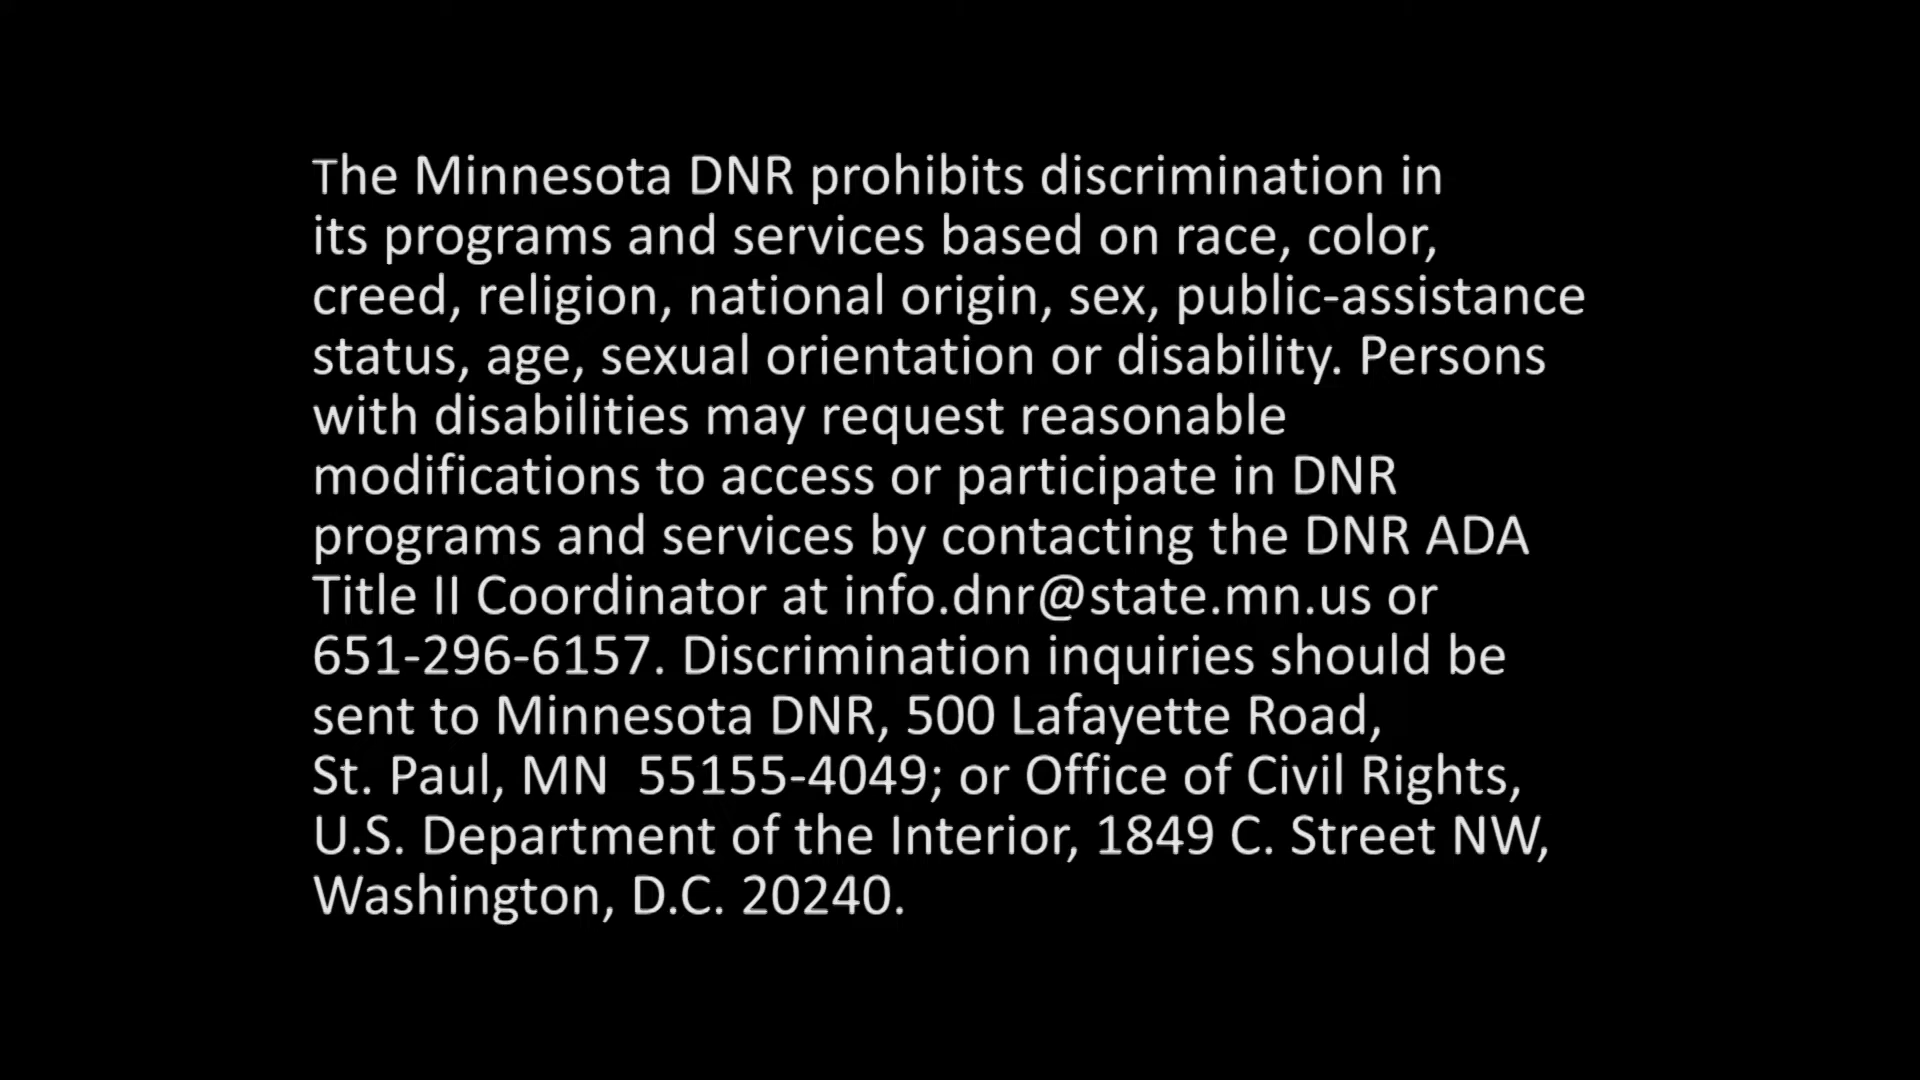 The Minnesota DNR prohibits discrimination in
its programs and services based on race, color,
creed, religion, national origin, sex, public-assistance
status, age, sexual orientation or disability. Persons
with disabilities may request reasonable
modifications to access or participate in DNR
programs and services by contacting the DNR ADA
Title II Coordinator at info.dnr@state.mn.us or
651-296-6157. Discrimination inquiries should be
sent to Minnesota DNR, 500 Lafayette Road,
St. Paul, MN  55155-4049; or Office of Civil Rights,
U.S. Department of the Interior, 1849 C. Street NW,
Washington, D.C. 20240.